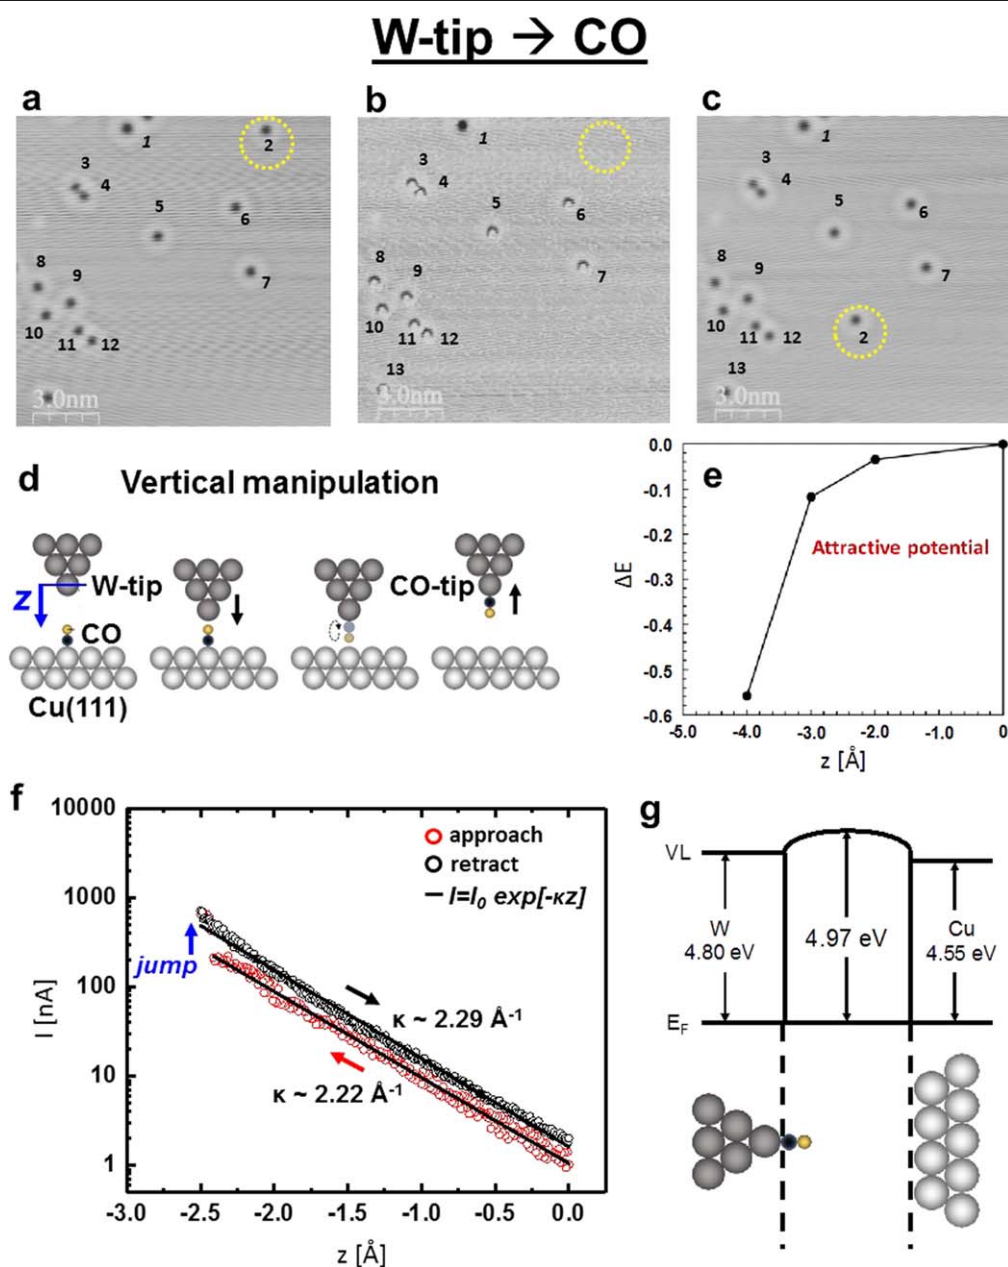 W-tip → CO
a
1
2
3
4
5
6
7
8
9
10
11
12
3.0nm
b
1
3
4
5
6
7
8
9
10
11
12
13
c
1
3
4
5
6
7
8
9
10
11
12
2
13
3.0nm
d
Vertical manipulation
W-tip
z
CO
Cu(111)
CO-tip
e
0.0
-0.1
-0.2
-0.3
-0.4
-0.5
-0.6
ΔE
Attractive potential
-5.0 -4.0 -3.0 -2.0 -1.0 0
z [Å]
f
10000
1000
100
10
1
I [nA]
approach
retract
I=I₀ exp[-κz]
jump
κ ~ 2.29 Å⁻¹
κ ~ 2.22 Å⁻¹
-3.0 -2.5 -2.0 -1.5 -1.0 -0.5 0.0
z [Å]
g
VL
W
4.80 eV
4.97 eV
Cu
4.55 eV
E_F